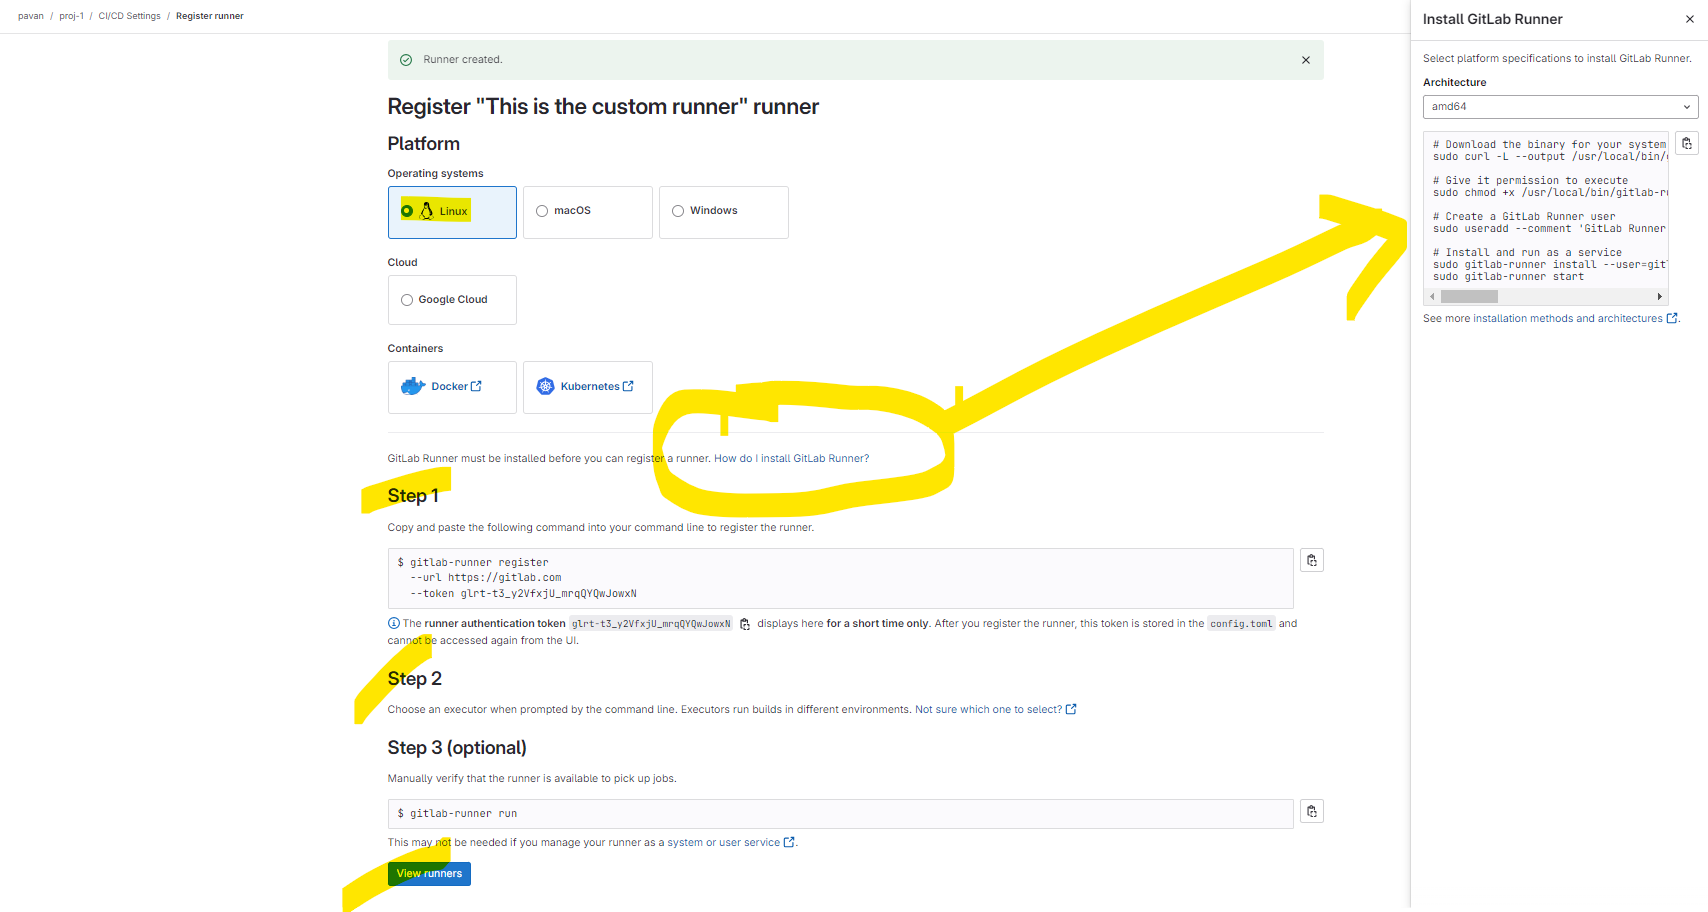 pavan / proj-1 / CI/CD Settings / Register runner
Runner created.
Register "This is the custom runner" runner
Platform
Operating systems
Linux
macOS
Windows
Cloud
Google Cloud
Containers
Docker
Kubernetes
GitLab Runner must be installed before you can register a runner. How do I install GitLab Runner?
Step 1
Copy and paste the following command into your command line to register the runner.
$ gitlab-runner register
--url https://gitlab.com
--token glrt-t3_y2VfxjU_mrqQYQwJowxN
The runner authentication token glrt-t3_y2VfxjU_mrqQYQwJowxN displays here for a short time only. After you register the runner, this token is stored in the config.toml and
cannot be accessed again from the UI.
Step 2
Choose an executor when prompted by the command line. Executors run builds in different environments. Not sure which one to select?
Step 3 (optional)
Manually verify that the runner is available to pick up jobs.
$ gitlab-runner run
This may not be needed if you manage your runner as a system or user service.
View runners
Install GitLab Runner
Select platform specifications to install GitLab Runner.
Architecture
amd64
# Download the binary for your system
sudo curl -L --output /usr/local/bin/
# Give it permission to execute
sudo chmod +x /usr/local/bin/gitlab-ru
# Create a GitLab Runner user
sudo useradd --comment 'GitLab Runner
# Install and run as a service
sudo gitlab-runner install --user=gitl
sudo gitlab-runner start
See more installation methods and architectures.